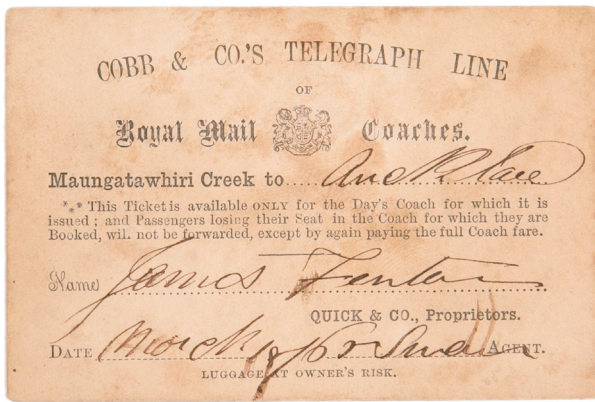 COBB & CO.'S TELEGRAPH LINE
OF
Royal Mail Coaches.
Maungatawhiri Creek to
*.* This Ticket is available ONLY for the Day's Coach for which it is
issued; and Passengers losing their Seat in the Coach for which they are
Booked, wil. not be forwarded, except by again paying the full Coach fare.
Name James Fenton
QUICK & CO., Proprietors.
DATE March AGENT.
LUGGAGE AT OWNER'S RISK.